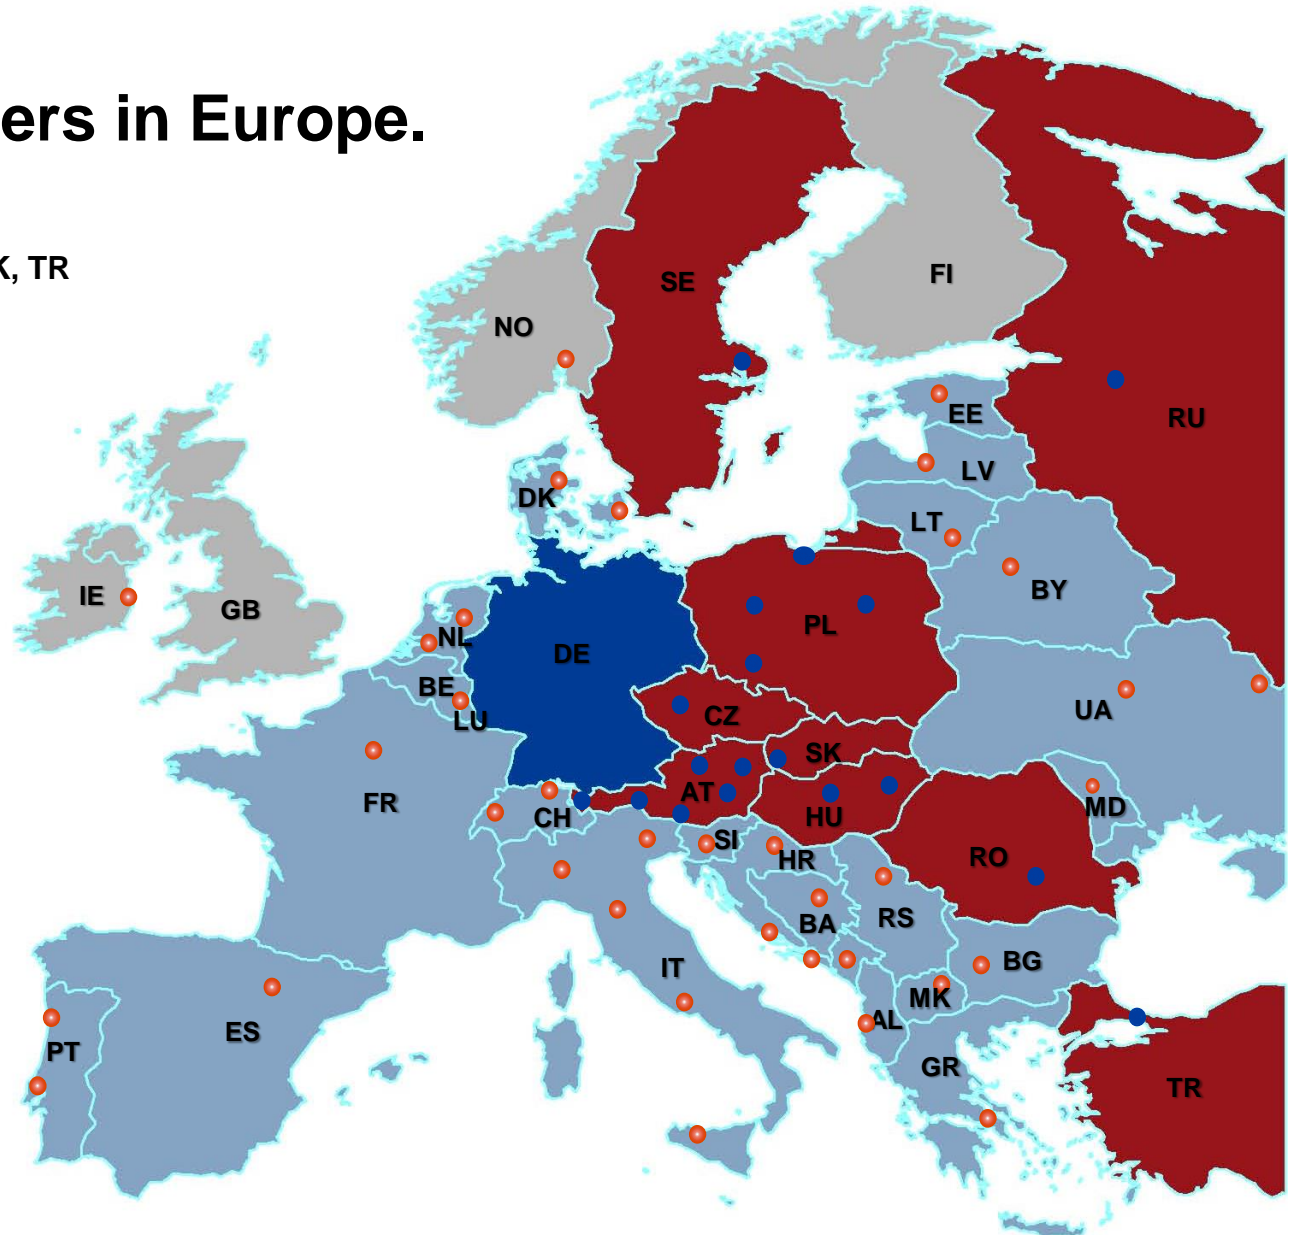 ers in Europe.
K, TR
SE
FI
NO
RU
EE
LV
DK
LT
BY
IE
GB
NL
PL
DE
BE
LU
CZ
UA
SK
AT
FR
CH
HU
MD
SI
HR
RO
BA
RS
IT
BG
MK
ES
AL
PT
GR
TR